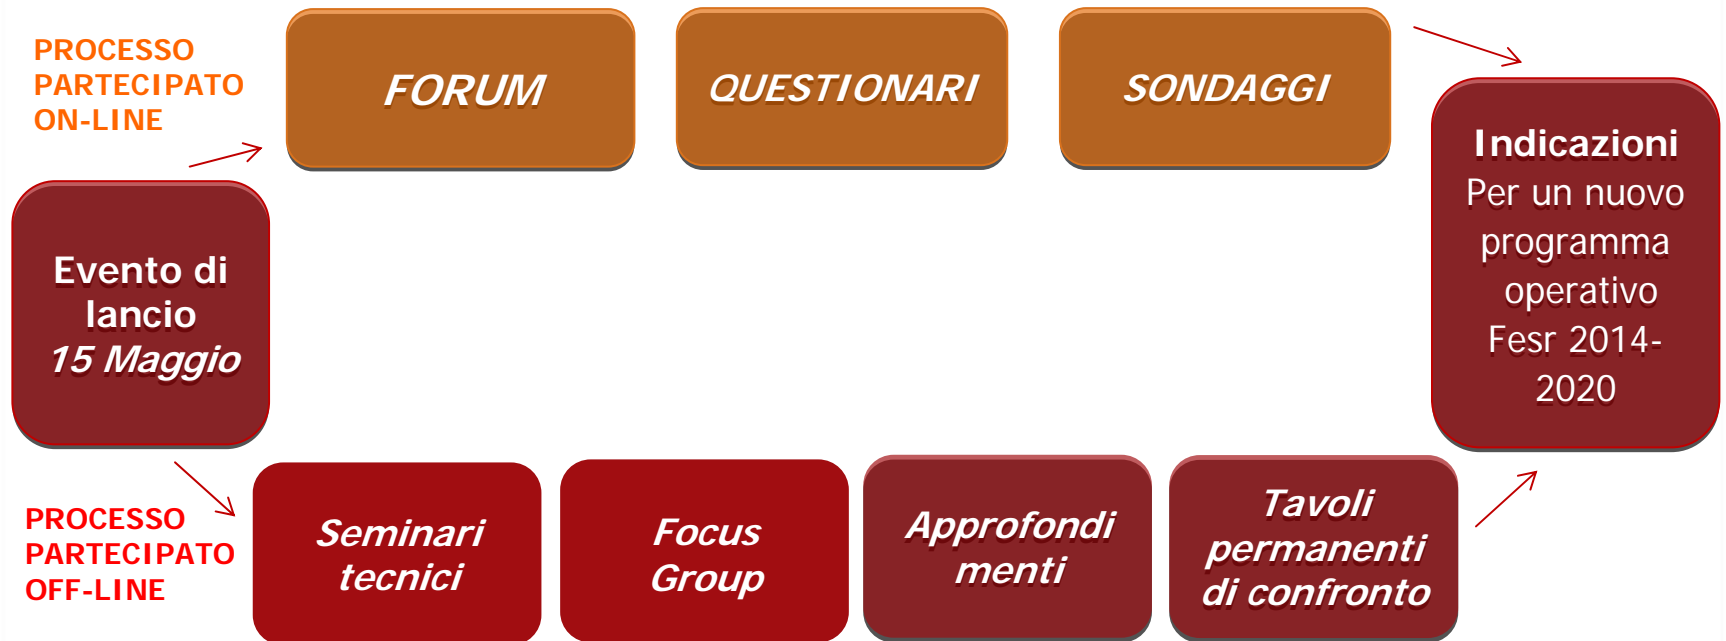 PROCESSO
PARTECIPATO
ON-LINE
FORUM
QUESTIONARI
SONDAGGI
Evento di
lancio
15 Maggio
Indicazioni
Per un nuovo
programma
operativo
Fesr 2014-
2020
PROCESSO
PARTECIPATO
OFF-LINE
Seminari
tecnici
Focus
Group
Approfondi
menti
Tavoli
permanenti
di confronto